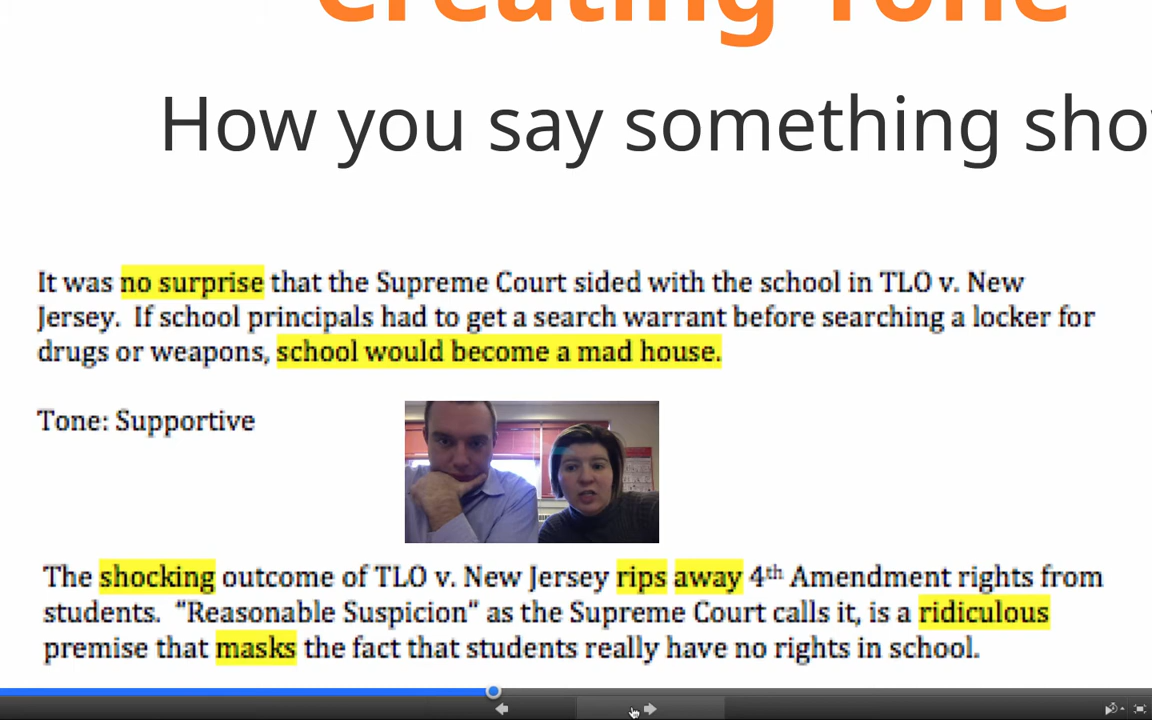 Creating Tone
How you say something sho
It was no surprise that the Supreme Court sided with the school in TLO v. New
Jersey.  If school principals had to get a search warrant before searching a locker for
drugs or weapons, school would become a mad house.
Tone: Supportive
The shocking outcome of TLO v. New Jersey rips away 4th Amendment rights from
students.  "Reasonable Suspicion" as the Supreme Court calls it, is a ridiculous
premise that masks the fact that students really have no rights in school.